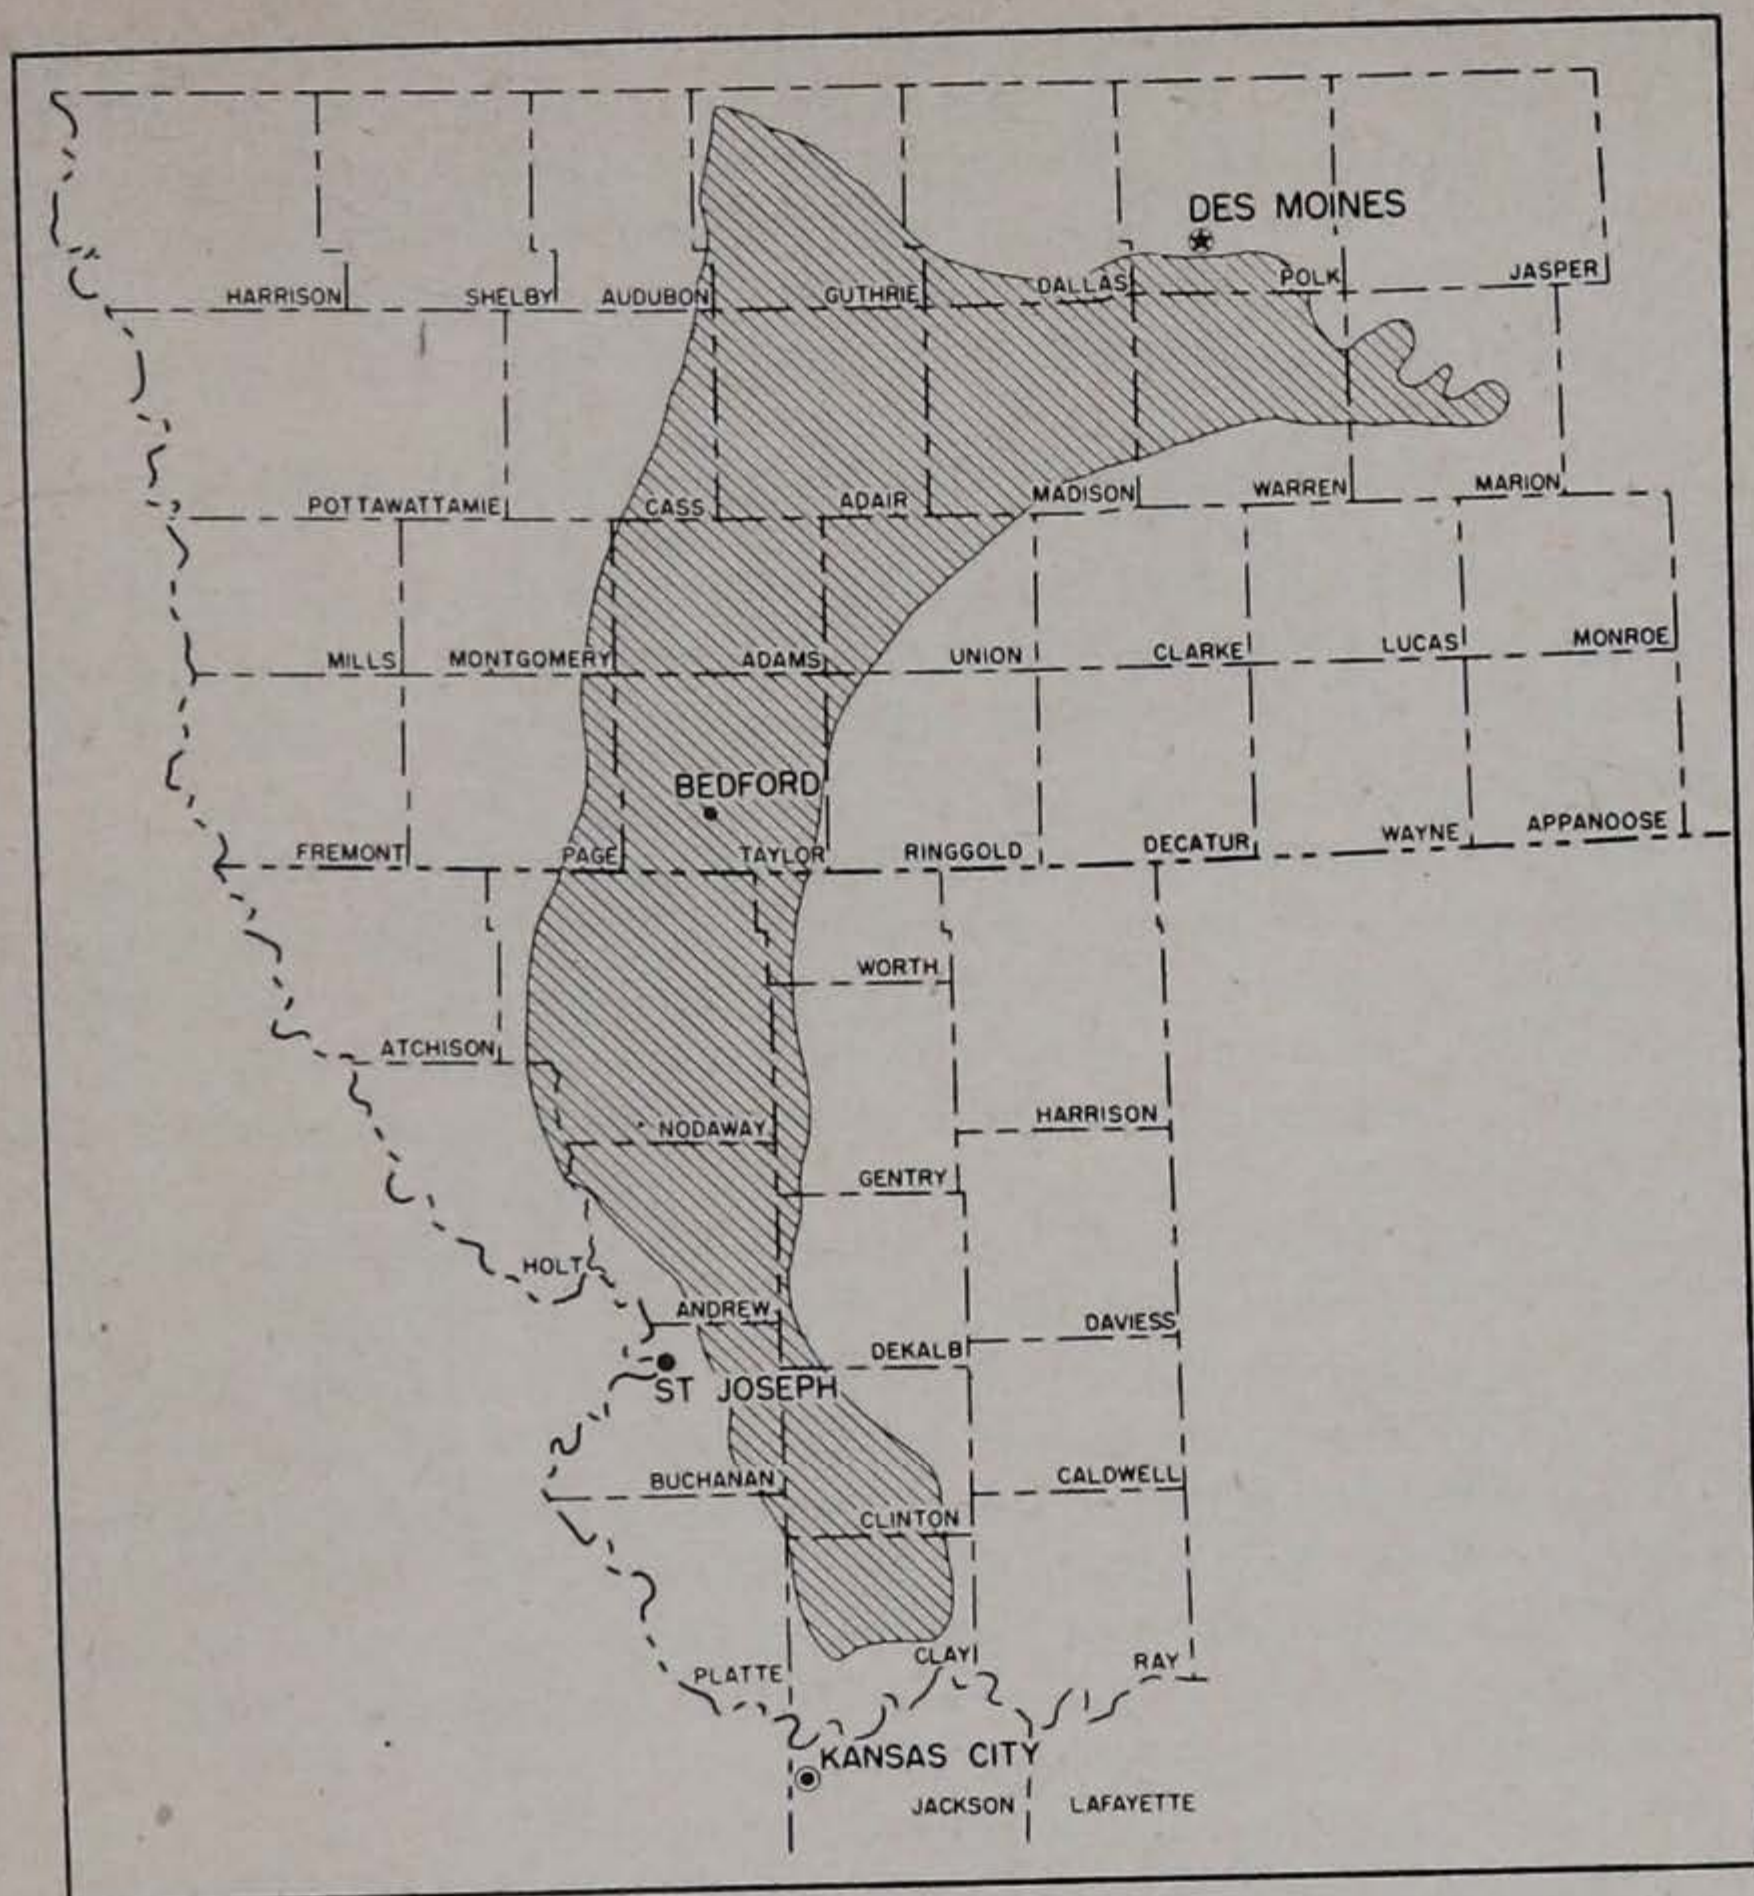 DES MOINES
HARRISON
SHELBY
AUDUBON
GUTHRIE
DALLAS
POLK
JASPER
POTTAWATTAMIE
CASS
ADAIR
MADISON
WARREN
MARION
MILLS
MONTGOMERY
ADAMS
UNION
CLARKE
LUCAS
MONROE
BEDFORD
FREMONT
PAGE
TAYLOR
RINGGOLD
DECATUR
WAYNE
APPANOOSE
WORTH
ATCHISON
NODAWAY
HARRISON
GENTRY
HOLT
ANDREW
DAVIESS
DEKALB
ST JOSEPH
BUCHANAN
CALDWELL
CLINTON
PLATTE
CLAY
RAY
KANSAS CITY
JACKSON
LAFAYETTE